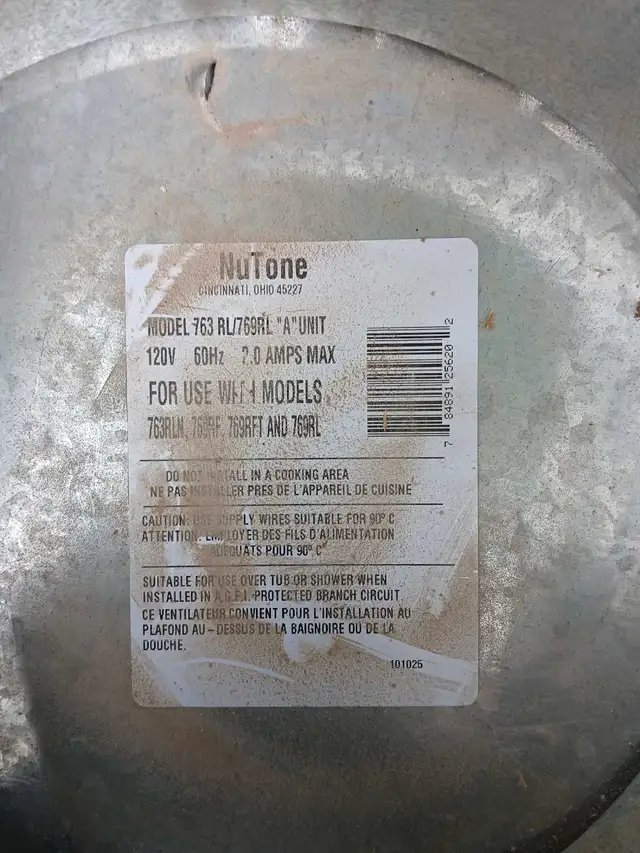 NuTone
CINCINNATI, OHIO 45227
MODEL 763 RL/769RL "A" UNIT
120V 60Hz 2.0 AMPS MAX
FOR USE WITH MODELS
763RLN, 769RFT AND 769RL
7 84891 25620 2
DO NOT INSTALL IN A COOKING AREA
NE PAS INSTALLER PRES DE L'APPAREIL DE CUISINE
CAUTION: USE SUPPLY WIRES SUITABLE FOR 90° C
ATTENTION: EMPLOYER DES FILS D'ALIMENTATION
ADEQUATS POUR 90° C
SUITABLE FOR USE OVER TUB OR SHOWER WHEN
INSTALLED IN A G.F.I. PROTECTED BRANCH CIRCUIT.
CE VENTILATEUR CONVIENT POUR L'INSTALLATION AU
PLAFOND AU-DESSUS DE LA BAIGNOIRE OU DE LA
DOUCHE.
101025